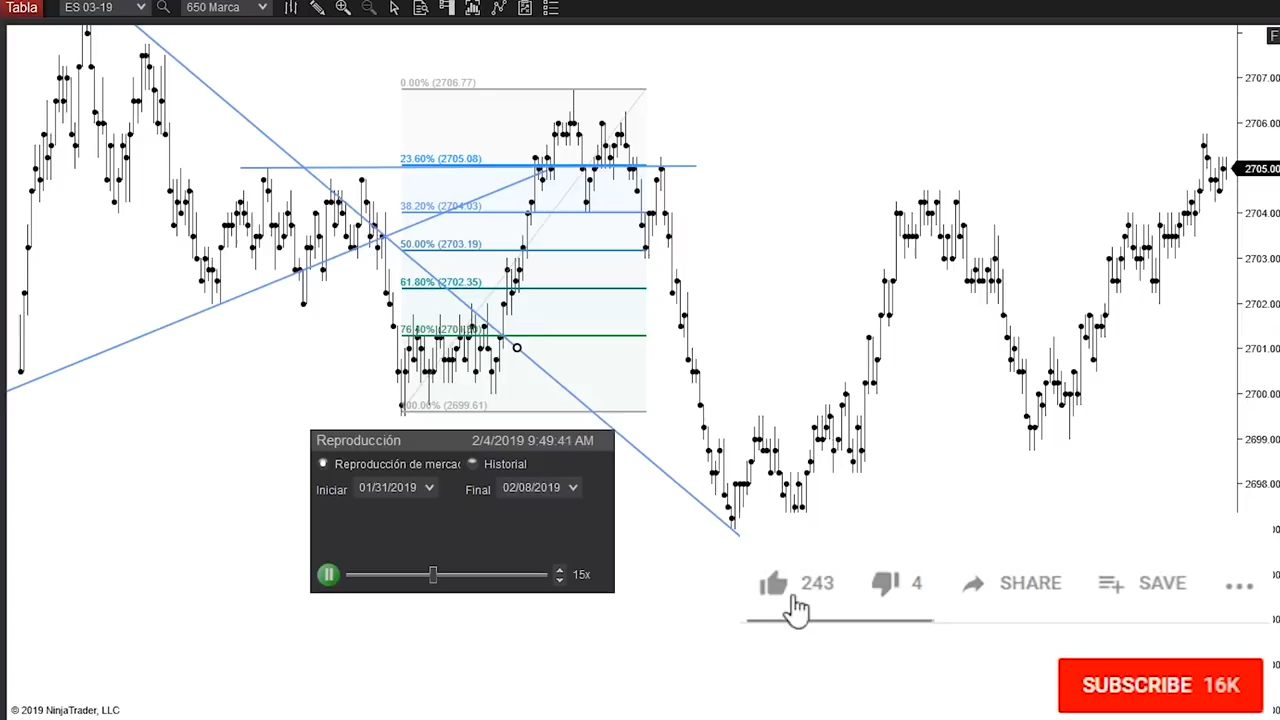 Tabla ES 03-19 650 Marca
F
0.00% (2706.77)
23.60% (2705.08)
38.20% (2704.03)
50.00% (2703.19)
61.80% (2702.35)
100.00% (2699.61)
2707.00
2706.00
2705.00
2704.00
2703.00
2702.00
2701.00
2700.00
2699.00
2698.00
Reproducción 2/4/2019 9:49:41 AM
Reproducción de mercad Historial
Iniciar 01/31/2019 Final 02/08/2019
15x
243 4 SHARE SAVE
SUBSCRIBE 16K
© 2019 NinjaTrader, LLC